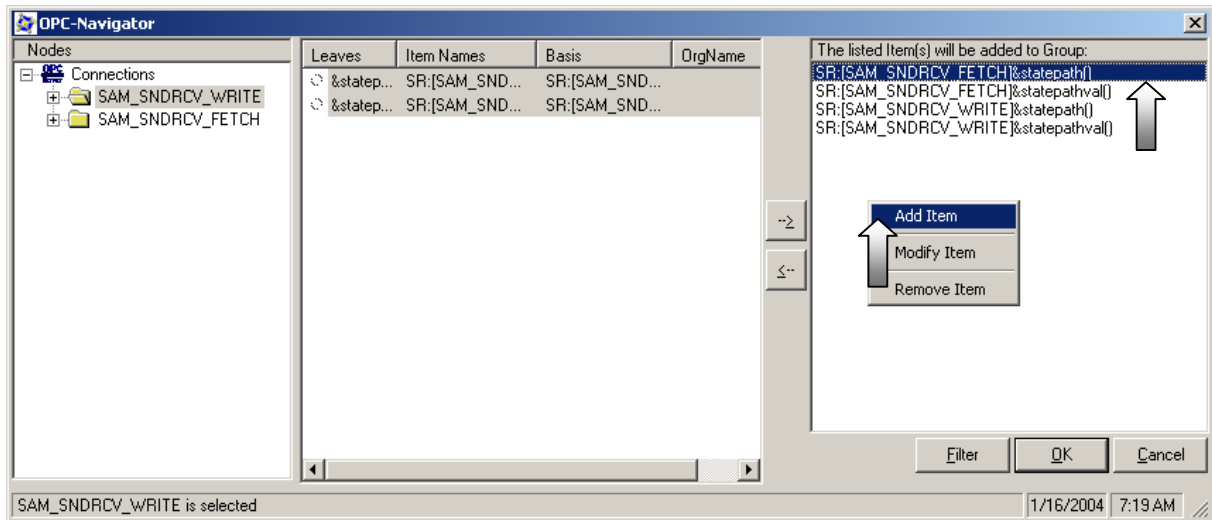 OPC-Navigator
Nodes
Connections
SAM_SNDRCV_WRITE
SAM_SNDRCV_FETCH
Leaves Item Names Basis OrgName
&statep... SR:[SAM_SND... SR:[SAM_SND...
&statep... SR:[SAM_SND... SR:[SAM_SND...
-->
<--
The listed Item(s) will be added to Group:
SR:[SAM_SNDRCV_FETCH]&statepath()
SR:[SAM_SNDRCV_FETCH]&statepathval()
SR:[SAM_SNDRCV_WRITE]&statepath()
SR:[SAM_SNDRCV_WRITE]&statepathval()
Add Item
Modify Item
Remove Item
Filter OK Cancel
SAM_SNDRCV_WRITE is selected 1/16/2004 7:19 AM